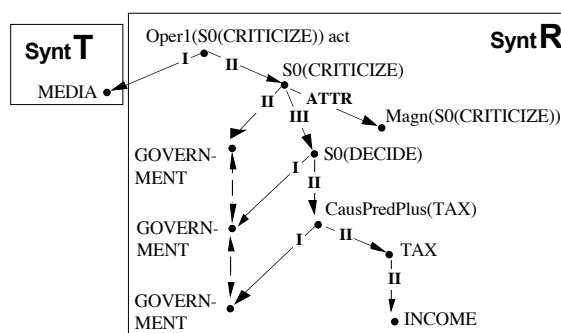 Oper1(S0(CRITICIZE)) act
Synt T
Synt R
I
II
S0(CRITICIZE)
MEDIA
II
III
ATTR
Magn(S0(CRITICIZE))
GOVERN-
MENT
S0(DECIDE)
I
II
CausPredPlus(TAX)
GOVERN-
MENT
I
II
TAX
II
GOVERN-
MENT
INCOME